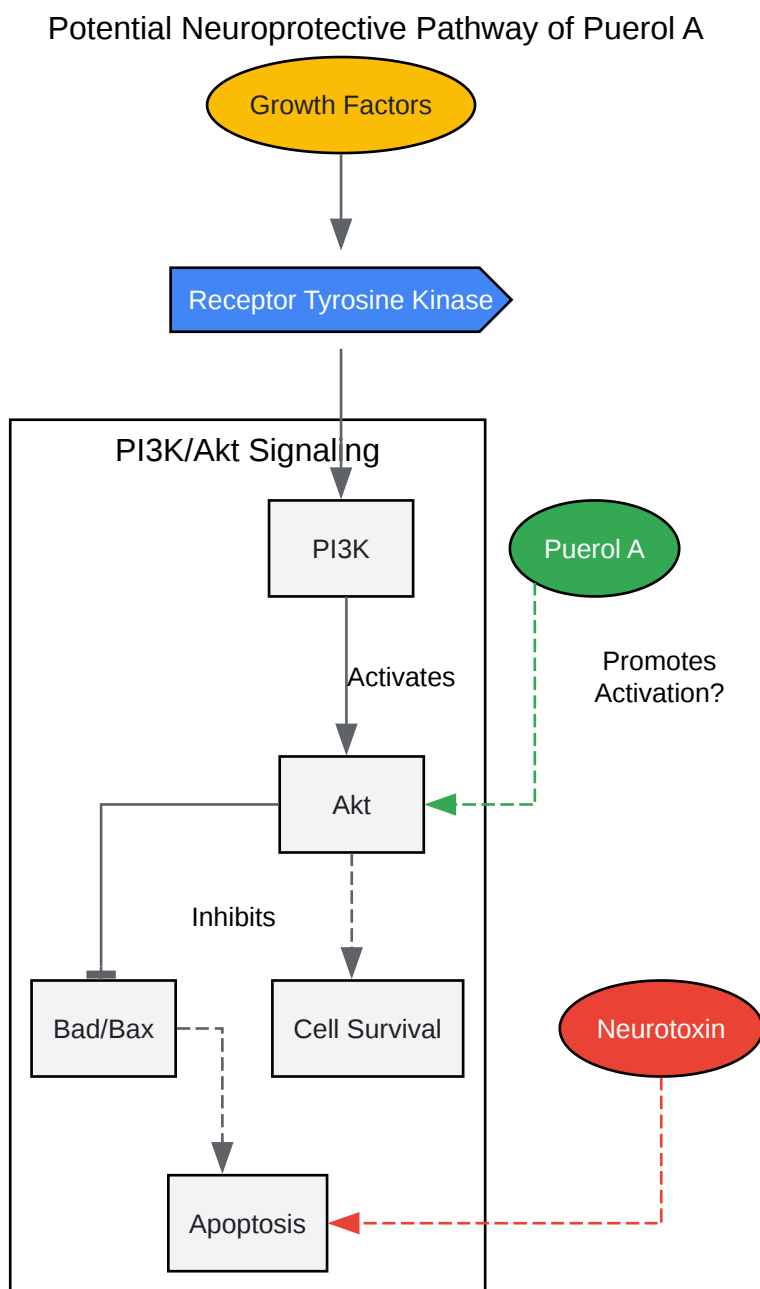 Potential Neuroprotective Pathway of Puerol A
Growth Factors
Receptor Tyrosine Kinase
PI3K/Akt Signaling
PI3K
Puerol A
Activates
Promotes
Activation?
Akt
Inhibits
Bad/Bax
Cell Survival
Neurotoxin
Apoptosis